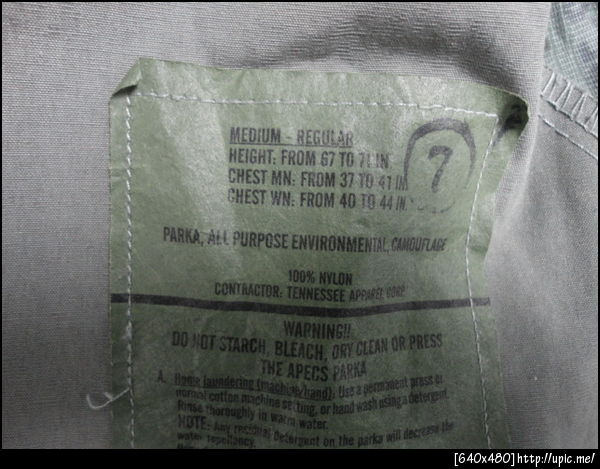 MEDIUM - REGULAR
HEIGHT: FROM 67 TO 71 IN
CHEST MN: FROM 37 TO 41 IN
CHEST WN: FROM 40 TO 44 IN
7
PARKA, ALL PURPOSE ENVIRONMENTAL, CAMOUFLAGE
100% NYLON
CONTRACTOR: TENNESSEE APPAREL CORP.
WARNING!!
DO NOT STARCH, BLEACH, DRY CLEAN OR PRESS
THE APECS PARKA
A. Home laundering (machine/hand): Use a permanent press or
normal cotton machine setting, or hand wash using a detergent.
Rinse thoroughly in warm water.
NOTE: Any residual detergent on the parka will decrease the
water repellancy.
[640x480] http://upic.me/